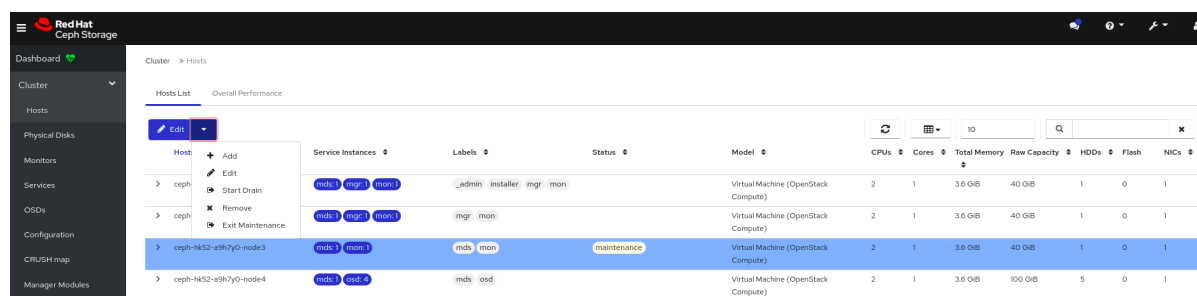 Red Hat
Ceph Storage
Dashboard
Cluster » Hosts
Cluster
Hosts List Overall Performance
Hosts
Physical Disks
Edit
10
Monitors
Service Instances Labels Status Model CPUs Cores Total Memory Raw Capacity HDDs Flash NICs
Add
Edit
Start Drain
Remove
Exit Maintenance
Services
mds: 1 mgr: 1 mon: 1 _admin installer mgr mon Virtual Machine (OpenStack Compute) 2 1 3.6 GiB 40 GiB 1 0 1
OSDs
mds: 1 mgr: 1 mon: 1 mgr mon Virtual Machine (OpenStack Compute) 2 1 3.6 GiB 40 GiB 1 0 1
Configuration
CRUSH map
ceph-hk52-a9h7y0-node3 mds: 1 mon: 1 mds mon maintenance Virtual Machine (OpenStack Compute) 2 1 3.6 GiB 40 GiB 1 0 1
Manager Modules
ceph-hk52-a9h7y0-node4 mds: 1 osd: 4 mds osd Virtual Machine (OpenStack Compute) 2 1 3.6 GiB 100 GiB 5 0 1